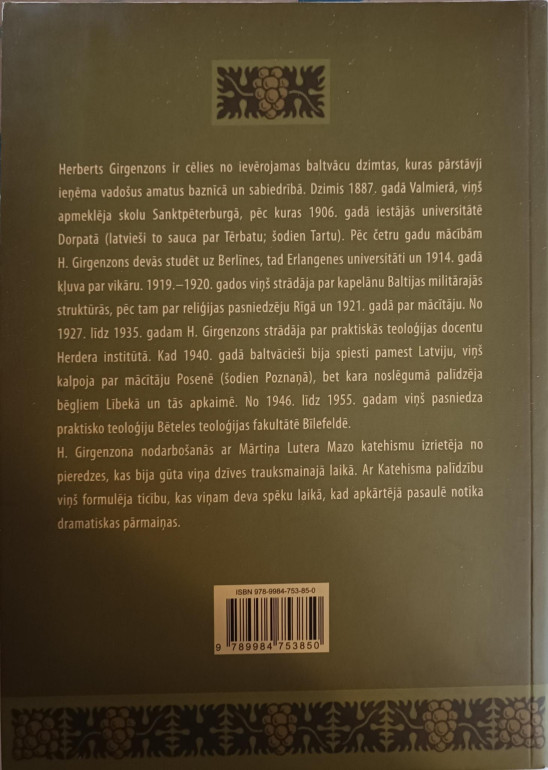 Herberts Girgenzons ir cēlies no ievērojamas baltvācu dzimtas, kuras pārstāvji
ieņēma vadošus amatus baznīcā un sabiedrībā. Dzimis 1887. gadā Valmierā, viņš
apmeklēja skolu Sanktpēterburgā, pēc kuras 1906. gadā iestājās universitātē
Dorpatā (latvieši to sauca par Tērbatu; šodien Tartu). Pēc četru gadu mācībām
H. Girgenzons devās studēt uz Berlīnes, tad Erlangenes universitāti un 1914. gadā
kļuva par vikāru. 1919.–1920. gados viņš strādāja par kapelānu Baltijas militārajās
struktūrās, pēc tam par reliģijas pasniedzēju Rīgā un 1921. gadā par mācītāju. No
1927. līdz 1935. gadam H. Girgenzons strādāja par praktiskās teoloģijas docentu
Herdera institūtā. Kad 1940. gadā baltvācieši bija spiesti pamest Latviju, viņš
kalpoja par mācītāju Posenē (šodien Poznaņā), bet kara noslēgumā palīdzēja
bēgļiem Lībekā un tās apkaimē. No 1946. līdz 1955. gadam viņš pasniedza
praktisko teoloģiju Bēteles teoloģijas fakultātē Bīlefeldē.
H. Girgenzona nodarbošanās ar Mārtiņa Lutera Mazo katehismu izrietēja no
pieredzes, kas bija gūta viņa dzīves trauksmainajā laikā. Ar Katehisma palīdzību
viņš formulēja ticību, kas viņam deva spēku laikā, kad apkārtējā pasaulē notika
dramatiskas pārmaiņas.
ISBN 978-9984-753-85-0
9 789984 753850